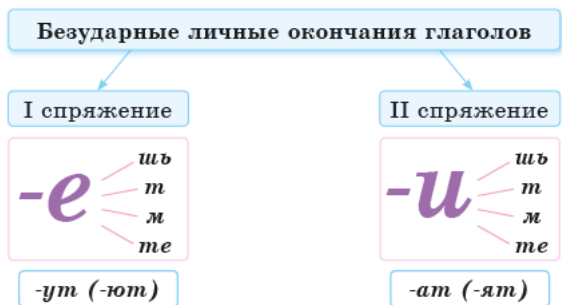 Безударные личные окончания глаголов
I спряжение
II спряжение
-е
шь
т
м
те
-и
шь
т
м
те
-ут (-ют)
-ат (-ят)